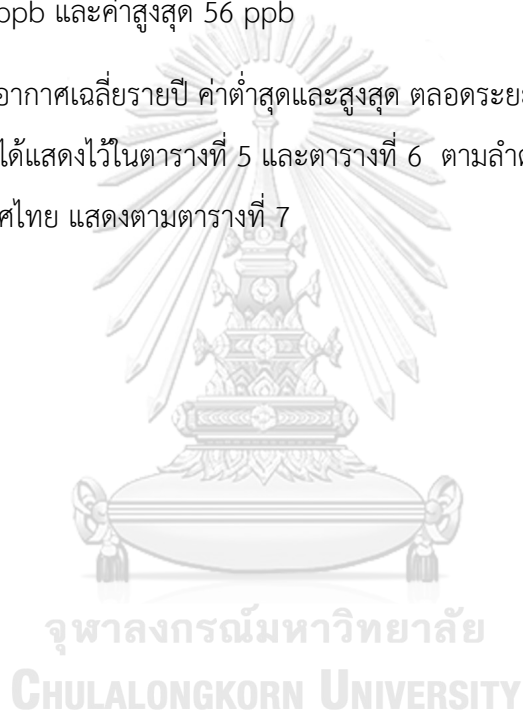 ppb และค่าสูงสุด 56 ppb
อากาศเฉลี่ยรายปี ค่าต่ำสุดและสูงสุด ตลอดระยะ
ได้แสดงไว้ในตารางที่ 5 และตารางที่ 6 ตามลำ
ศไทย แสดงตามตารางที่ 7
จุฬาลงกรณ์มหาวิทยาลัย
CHULALONGKORN UNIVERSITY